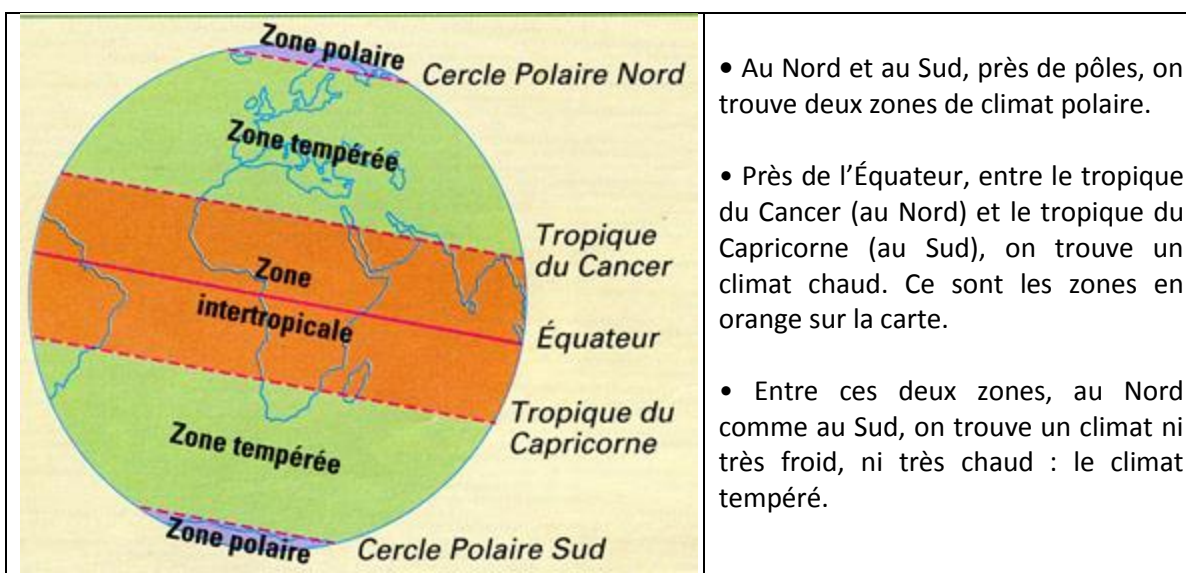 Zone polaire
Cercle Polaire Nord
Zone tempérée
Tropique
du Cancer
Zone
intertropicale
Équateur
Tropique du
Capricorne
Zone tempérée
Zone polaire
Cercle Polaire Sud
• Au Nord et au Sud, près de pôles, on
trouve deux zones de climat polaire.
• Près de l’Équateur, entre le tropique
du Cancer (au Nord) et le tropique du
Capricorne (au Sud), on trouve un
climat chaud. Ce sont les zones en
orange sur la carte.
• Entre ces deux zones, au Nord
comme au Sud, on trouve un climat ni
très froid, ni très chaud : le climat
tempéré.